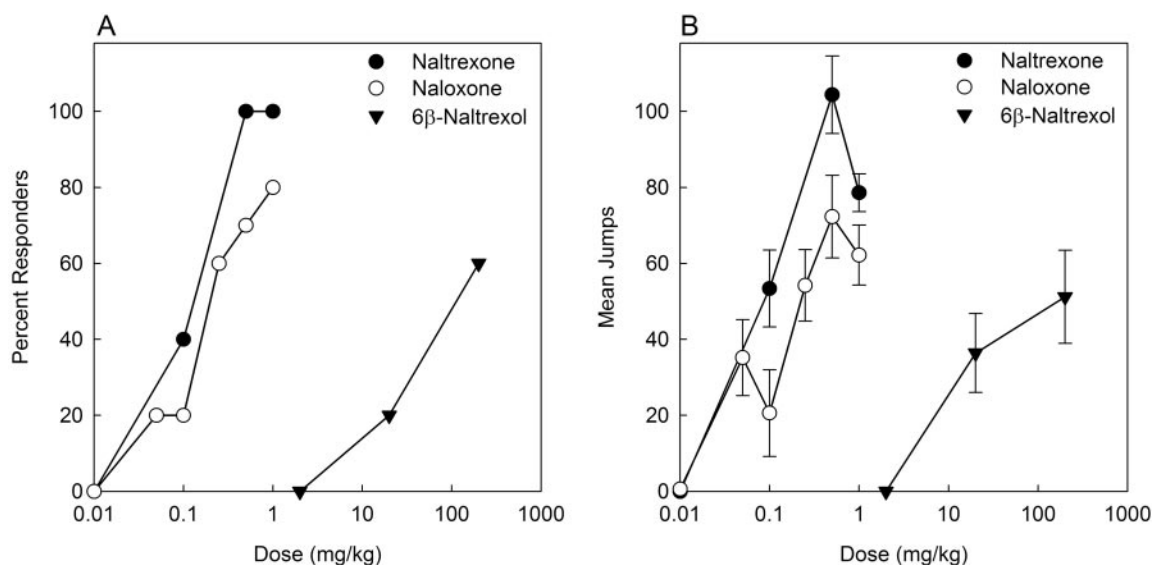 A
Naltrexone
Naloxone
6β-Naltrexol
100
80
60
40
20
0
Percent Responders
0.01 0.1 1 10 100 1000
Dose (mg/kg)
B
Naltrexone
Naloxone
6β-Naltrexol
100
80
60
40
20
0
Mean Jumps
0.01 0.1 1 10 100 1000
Dose (mg/kg)